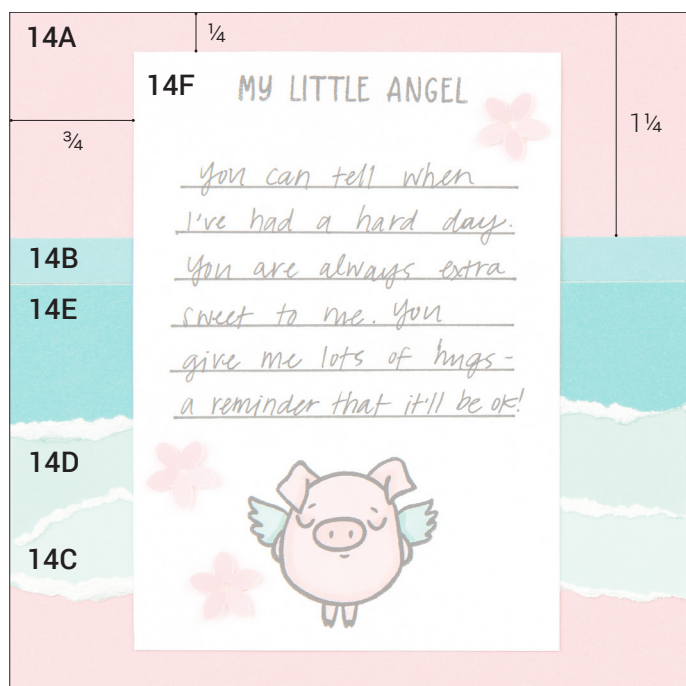 14A
1/4
14F
MY LITTLE ANGEL
3/4
1 1/4
You can tell when
I've had a hard day.
14B
You are always extra
14E
sweet to me. You
give me lots of hugs-
a reminder that it'll be ok!
14D
14C